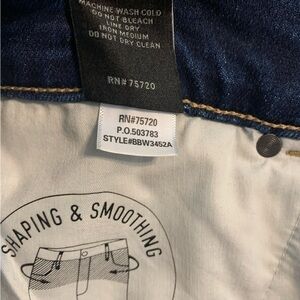 MACHINE WASH COLD
DO NOT BLEACH
LINE DRY
IRON MEDIUM
DO NOT DRY CLEAN
RN#75720
RN#75720
P.O.503783
STYLE#BBW3452A
SHAPING & SMOOTHING